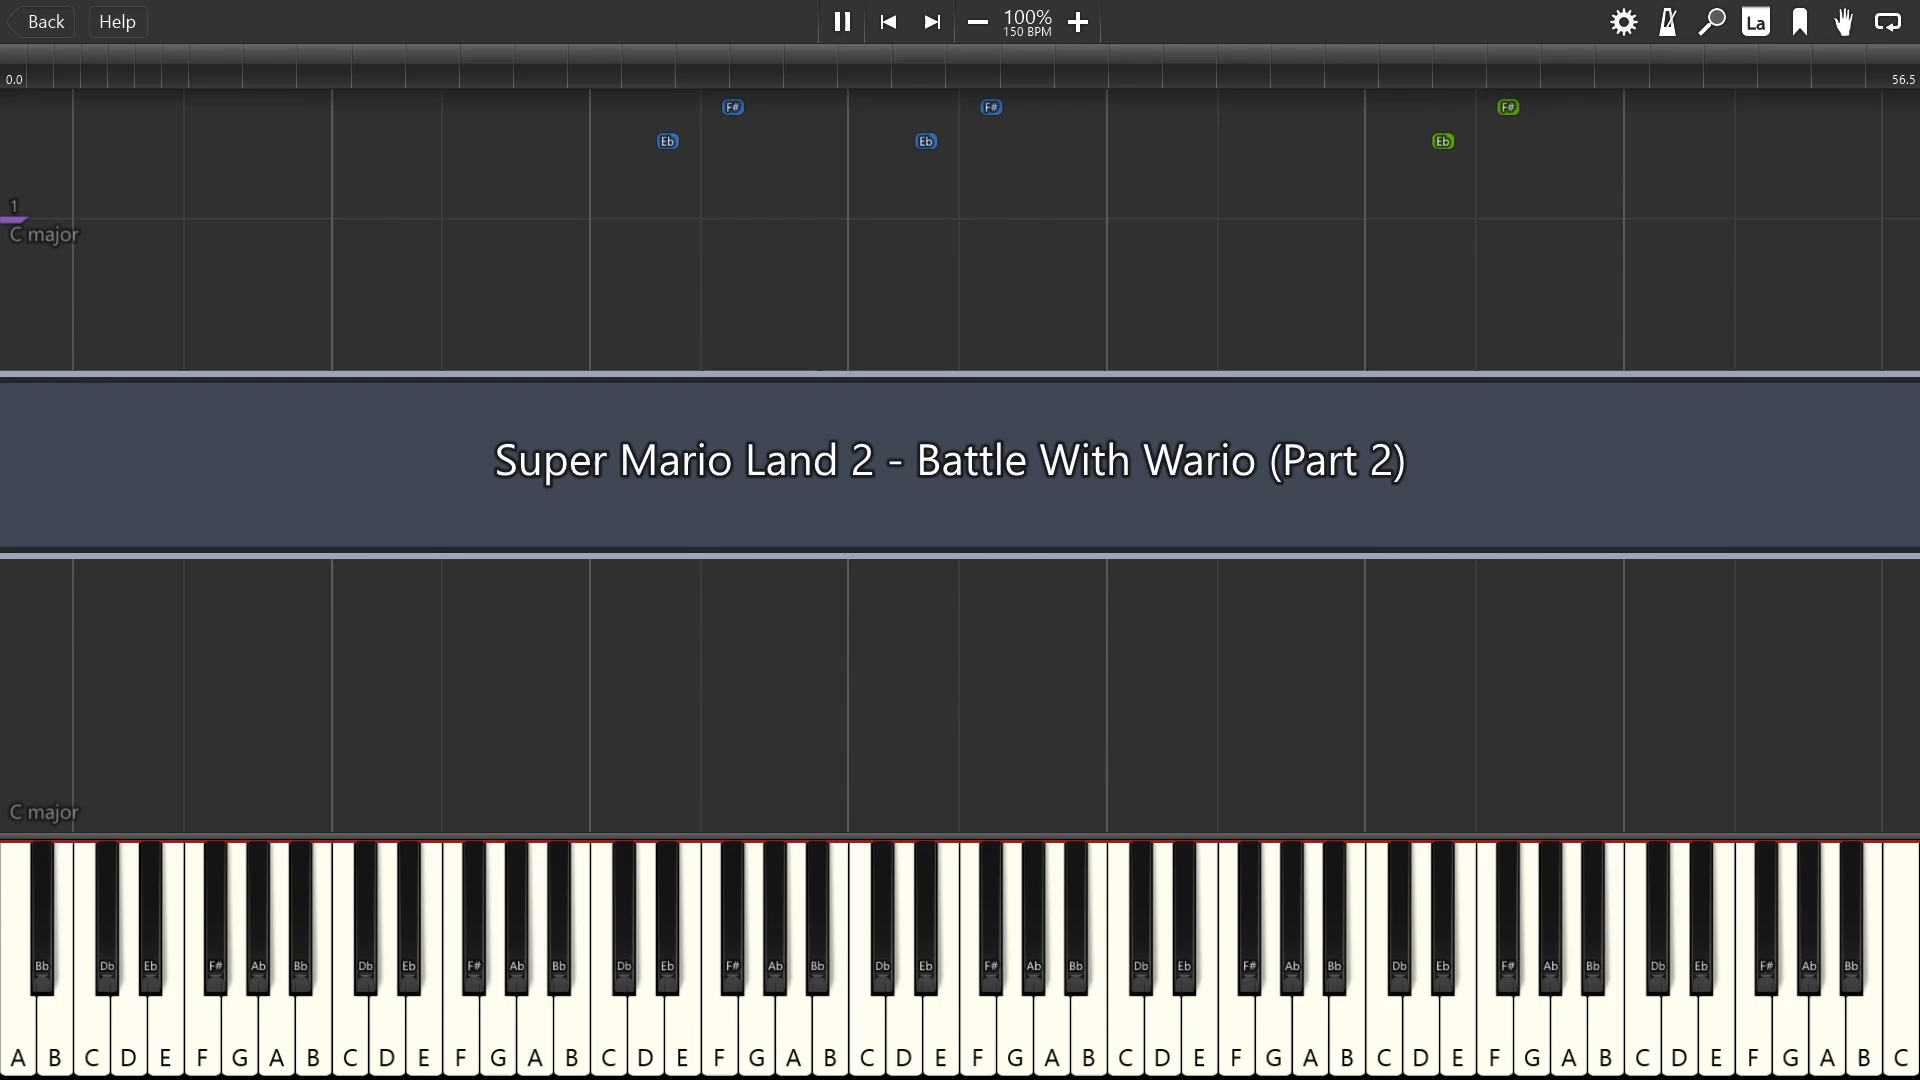 Back Help 100% La
150 BPM
0.0 56.5
F# F# F#
Eb Eb Eb
1
C major
Super Mario Land 2 - Battle With Wario (Part 2)
C major
Bb Db Eb F# Ab Bb Db Eb F# Ab Bb Db Eb F# Ab Bb Db Eb F# Ab Bb Db Eb F# Ab Bb Db Eb F# Ab Bb Db Eb F# Ab Bb
A B C D E F G A B C D E F G A B C D E F G A B C D E F G A B C D E F G A B C D E F G A B C D E F G A B C